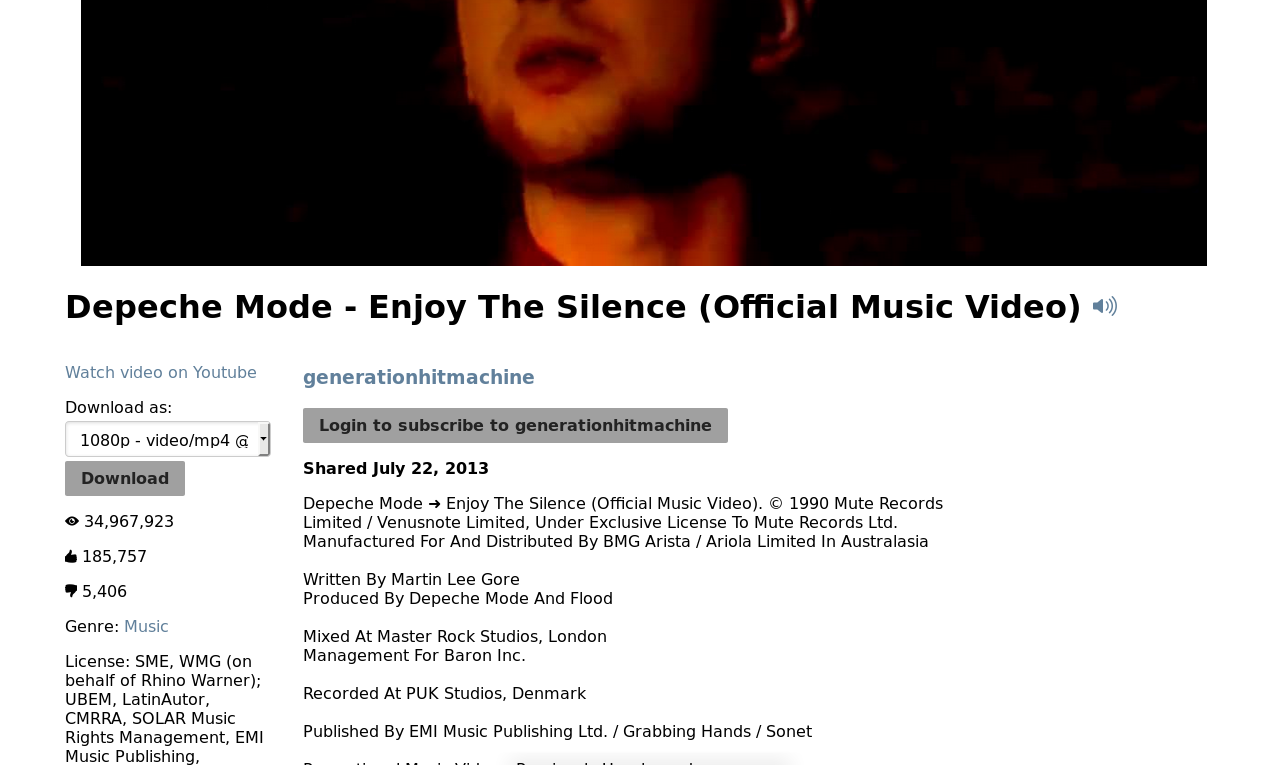 Depeche Mode - Enjoy The Silence (Official Music Video)
Watch video on Youtube
Download as:
1080p - video/mp4 @
Download
34,967,923
185,757
5,406
Genre: Music
License: SME, WMG (on
behalf of Rhino Warner);
UBEM, LatinAutor,
CMRRA, SOLAR Music
Rights Management, EMI
Music Publishing,
generationhitmachine
Login to subscribe to generationhitmachine
Shared July 22, 2013
Depeche Mode ➜ Enjoy The Silence (Official Music Video). © 1990 Mute Records
Limited / Venusnote Limited, Under Exclusive License To Mute Records Ltd.
Manufactured For And Distributed By BMG Arista / Ariola Limited In Australasia
Written By Martin Lee Gore
Produced By Depeche Mode And Flood
Mixed At Master Rock Studios, London
Management For Baron Inc.
Recorded At PUK Studios, Denmark
Published By EMI Music Publishing Ltd. / Grabbing Hands / Sonet